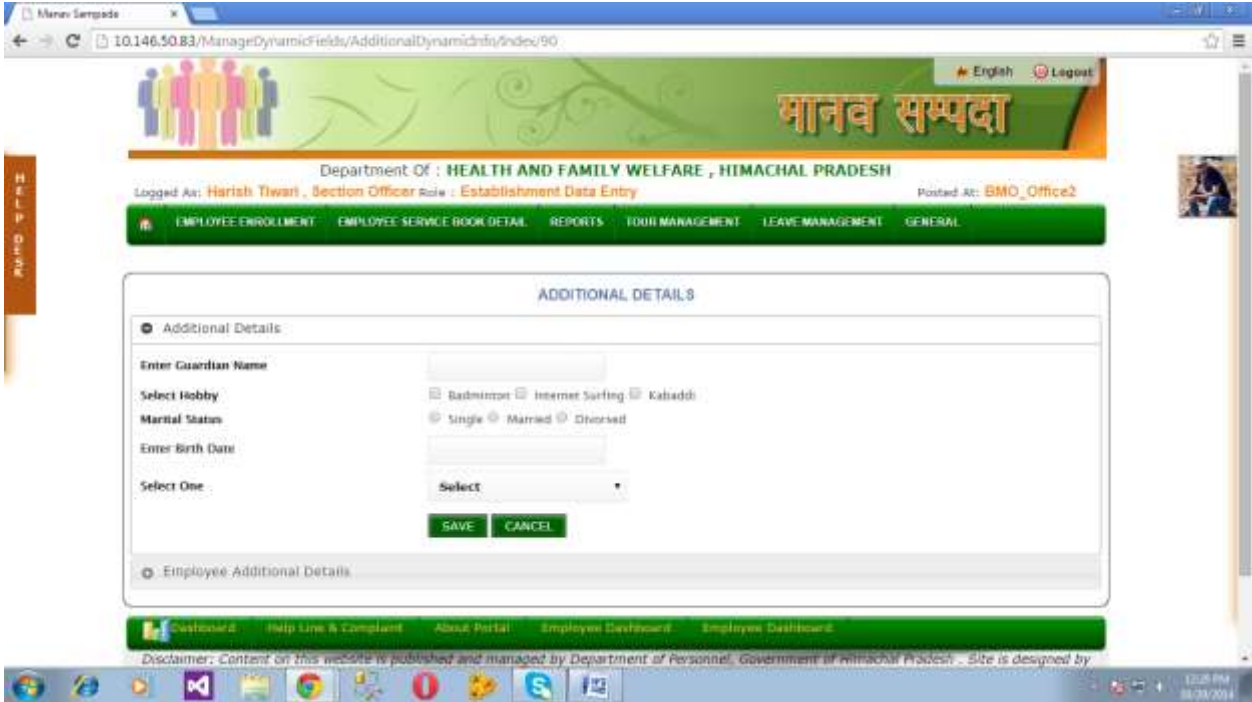 Manav Sampada
10.146.50.83/ManageDynamicFields/AdditionalDynamicInfo/Index/90
English Logout
मानव सम्पदा
Department Of : HEALTH AND FAMILY WELFARE , HIMACHAL PRADESH
Logged As: Harish Tiwari , Section Officer Role : Establishment Data Entry Posted At: BMO_Office2
HELP DESK
EMPLOYEE ENROLLMENT EMPLOYEE SERVICE BOOK DETAIL REPORTS TOUR MANAGEMENT LEAVE MANAGEMENT GENERAL
ADDITIONAL DETAILS
Additional Details
Enter Guardian Name
Select Hobby Badminton Internet Surfing Kabaddi
Marital Status Single Married Divorsed
Enter Birth Date
Select One Select
SAVE CANCEL
Employee Additional Details
Dashboard Help Line & Complaint About Portal Employee Dashboard Employee Dashboard
Disclaimer: Content on this website is published and managed by Department of Personnel, Government of Himachal Pradesh . Site is designed by
12:25 PM